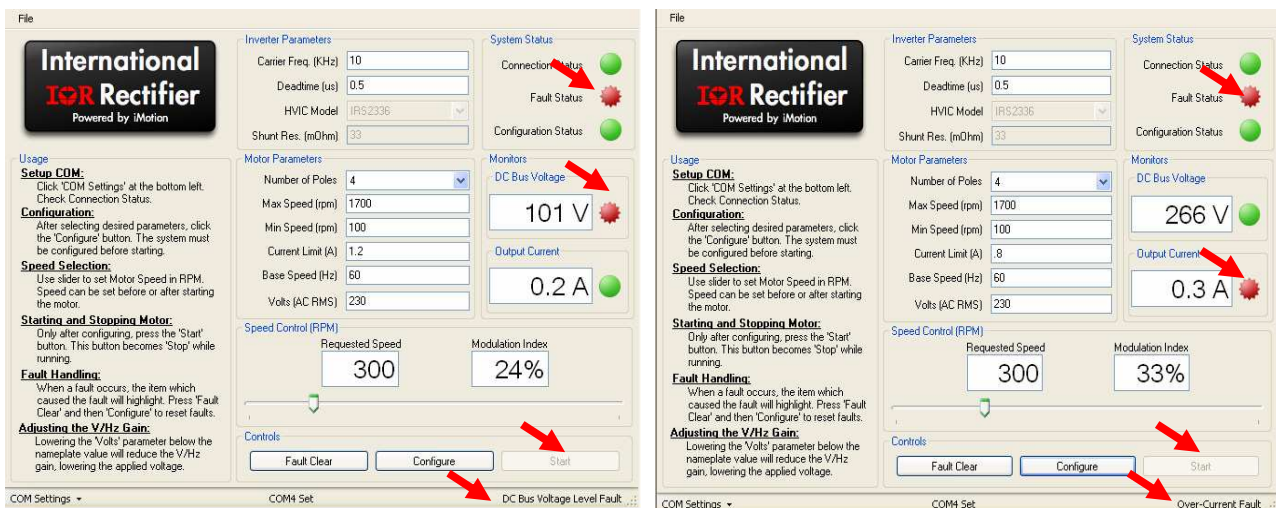 File
International
IOR Rectifier
Powered by iMotion
Usage
Setup COM:
Click 'COM Settings' at the bottom left.
Check Connection Status.
Configuration:
After selecting desired parameters, click
the 'Configure' button. The system must
be configured before starting.
Speed Selection:
Use slider to set Motor Speed in RPM.
Speed can be set before or after starting
the motor.
Starting and Stopping Motor:
Only after configuring, press the 'Start'
button. This button becomes 'Stop' while
running.
Fault Handling:
When a fault occurs, the item which
caused the fault will highlight. Press 'Fault
Clear' and then 'Configure' to reset faults.
Adjusting the V/Hz Gain:
Lowering the 'Volts' parameter below the
nameplate value will reduce the V/Hz
gain, lowering the applied voltage.
Inverter Parameters
Carrier Freq. (KHz) 10
Deadtime (us) 0.5
HVIC Model IRS2336
Shunt Res. (mOhm) 33
Motor Parameters
Number of Poles 4
Max Speed (rpm) 1700
Min Speed (rpm) 100
Current Limit (A) 1.2
Base Speed (Hz) 60
Volts (AC RMS) 230
System Status
Connection Status
Fault Status
Configuration Status
Monitors
DC Bus Voltage
101 V
Output Current
0.2 A
Speed Control (RPM)
Requested Speed Modulation Index
300 24%
Controls
Fault Clear Configure Start
COM Settings COM4 Set DC Bus Voltage Level Fault
File
International
IOR Rectifier
Powered by iMotion
Usage
Setup COM:
Click 'COM Settings' at the bottom left.
Check Connection Status.
Configuration:
After selecting desired parameters, click
the 'Configure' button. The system must
be configured before starting.
Speed Selection:
Use slider to set Motor Speed in RPM.
Speed can be set before or after starting
the motor.
Starting and Stopping Motor:
Only after configuring, press the 'Start'
button. This button becomes 'Stop' while
running.
Fault Handling:
When a fault occurs, the item which
caused the fault will highlight. Press 'Fault
Clear' and then 'Configure' to reset faults.
Adjusting the V/Hz Gain:
Lowering the 'Volts' parameter below the
nameplate value will reduce the V/Hz
gain, lowering the applied voltage.
Inverter Parameters
Carrier Freq. (KHz) 10
Deadtime (us) 0.5
HVIC Model IRS2336
Shunt Res. (mOhm) 33
Motor Parameters
Number of Poles 4
Max Speed (rpm) 1700
Min Speed (rpm) 100
Current Limit (A) .8
Base Speed (Hz) 60
Volts (AC RMS) 230
System Status
Connection Status
Fault Status
Configuration Status
Monitors
DC Bus Voltage
266 V
Output Current
0.3 A
Speed Control (RPM)
Requested Speed Modulation Index
300 33%
Controls
Fault Clear Configure Start
COM Settings COM4 Set Over-Current Fault